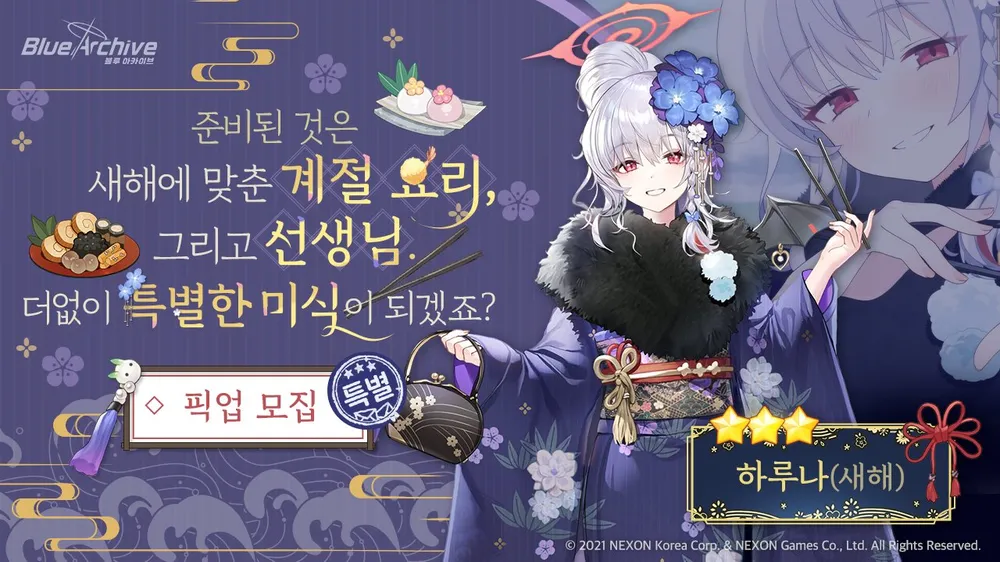 Blue Archive
블루 아카이브
준비된 것은
새해에 맞춘 계절 요리,
그리고 선생님.
더없이 특별한 미식이 되겠죠?
픽업 모집
특별
하루나(새해)
© 2021 NEXON Korea Corp. & NEXON Games Co., Ltd. All Rights Reserved.